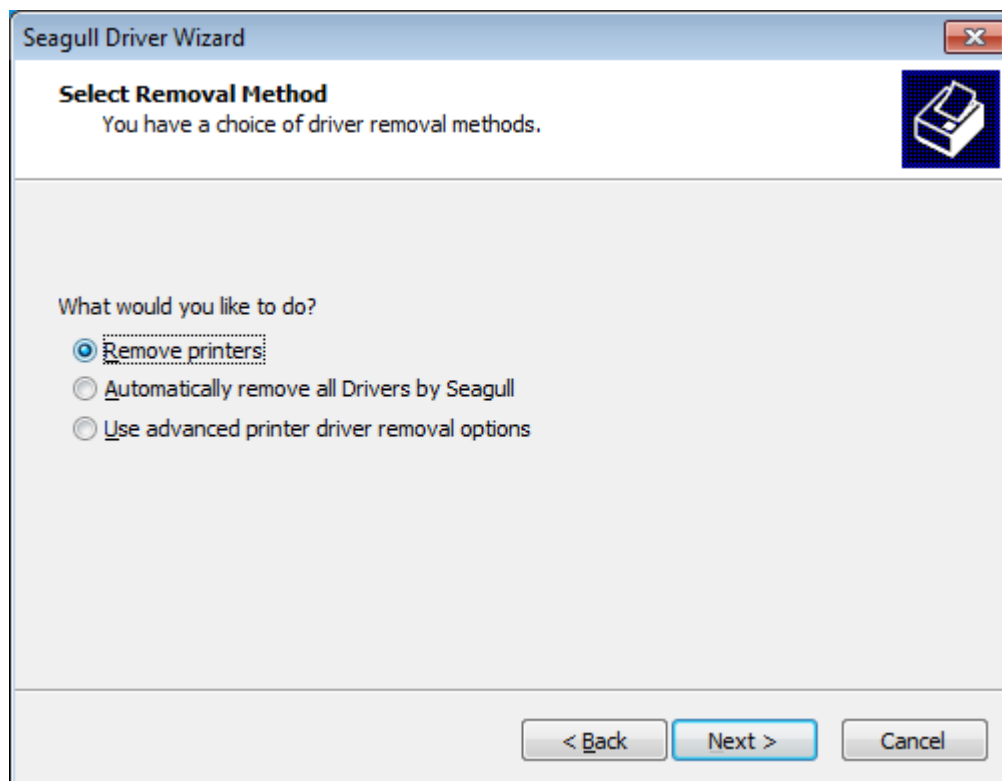 Seagull Driver Wizard
Select Removal Method
You have a choice of driver removal methods.
What would you like to do?
Remove printers
Automatically remove all Drivers by Seagull
Use advanced printer driver removal options
< Back
Next >
Cancel